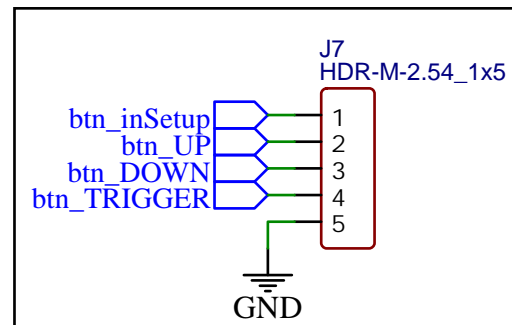 J7
HDR-M-2.54_1x5
btn_inSetup 1
btn_UP 2
btn_DOWN 3
btn_TRIGGER 4
5
GND